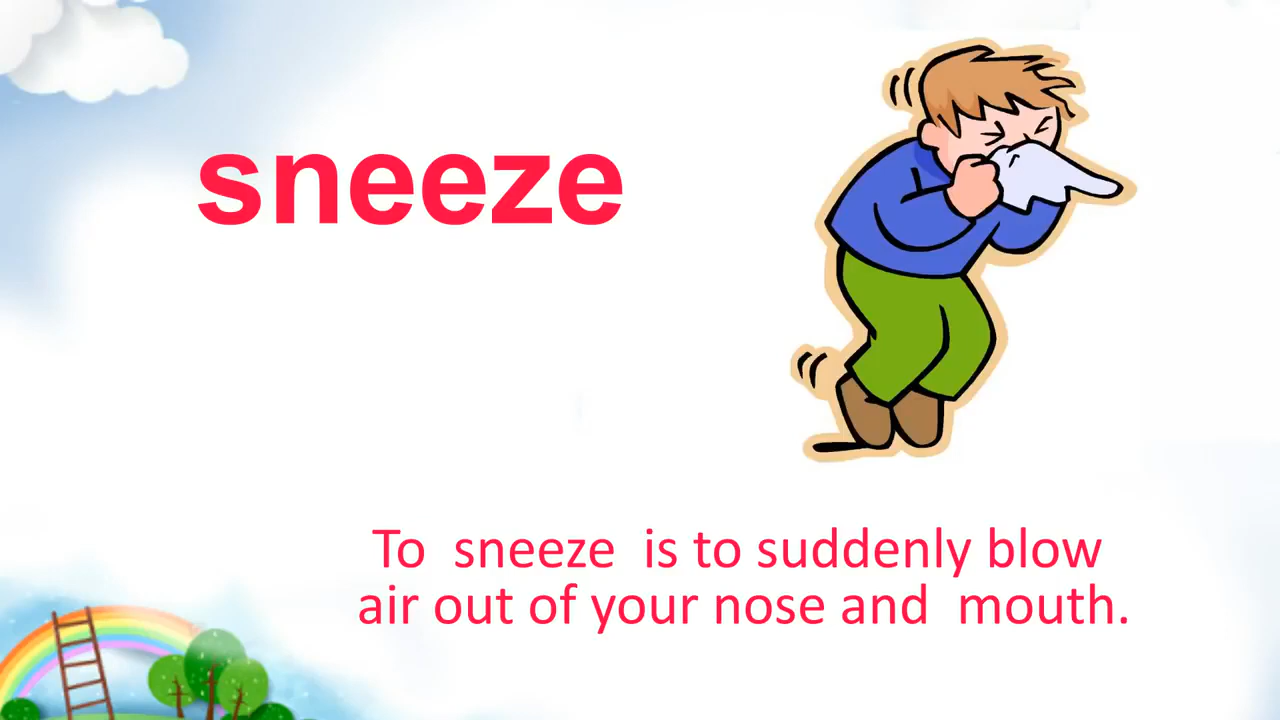 sneeze
To sneeze is to suddenly blow
air out of your nose and mouth.